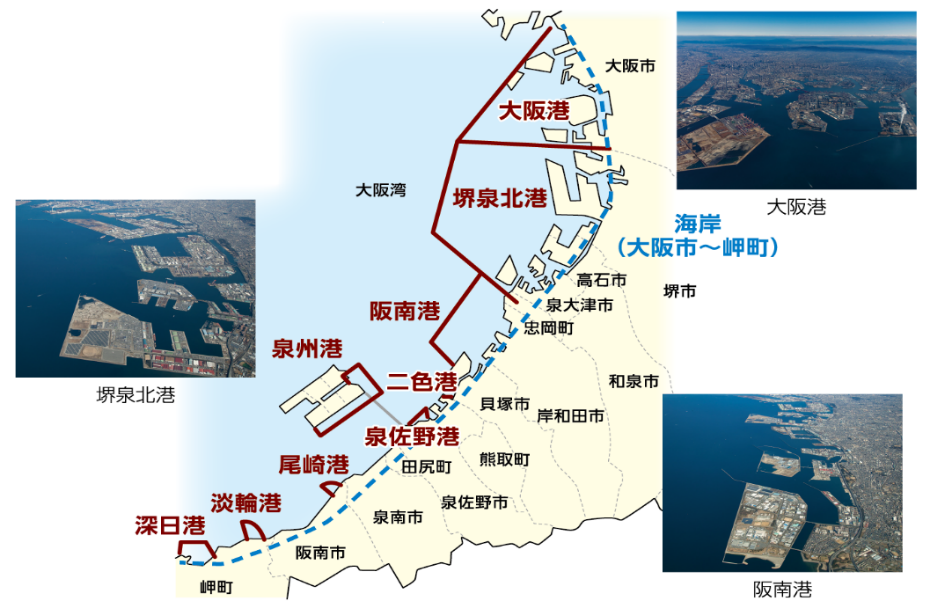 大阪市
大阪港
大阪湾
堺泉北港
大阪港
海岸
（大阪市～岬町）
高石市
堺市
泉大津市
阪南港
忠岡町
泉州港
二色港
和泉市
堺泉北港
貝塚市
岸和田市
泉佐野港
尾崎港
田尻町
熊取町
淡輪港
泉佐野市
深日港
泉南市
阪南市
岬町
阪南港